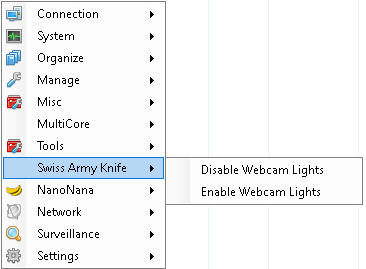 Connection
System
Organize
Manage
Misc
MultiCore
Tools
Swiss Army Knife
Disable Webcam Lights
Enable Webcam Lights
NanoNana
Network
Surveillance
Settings